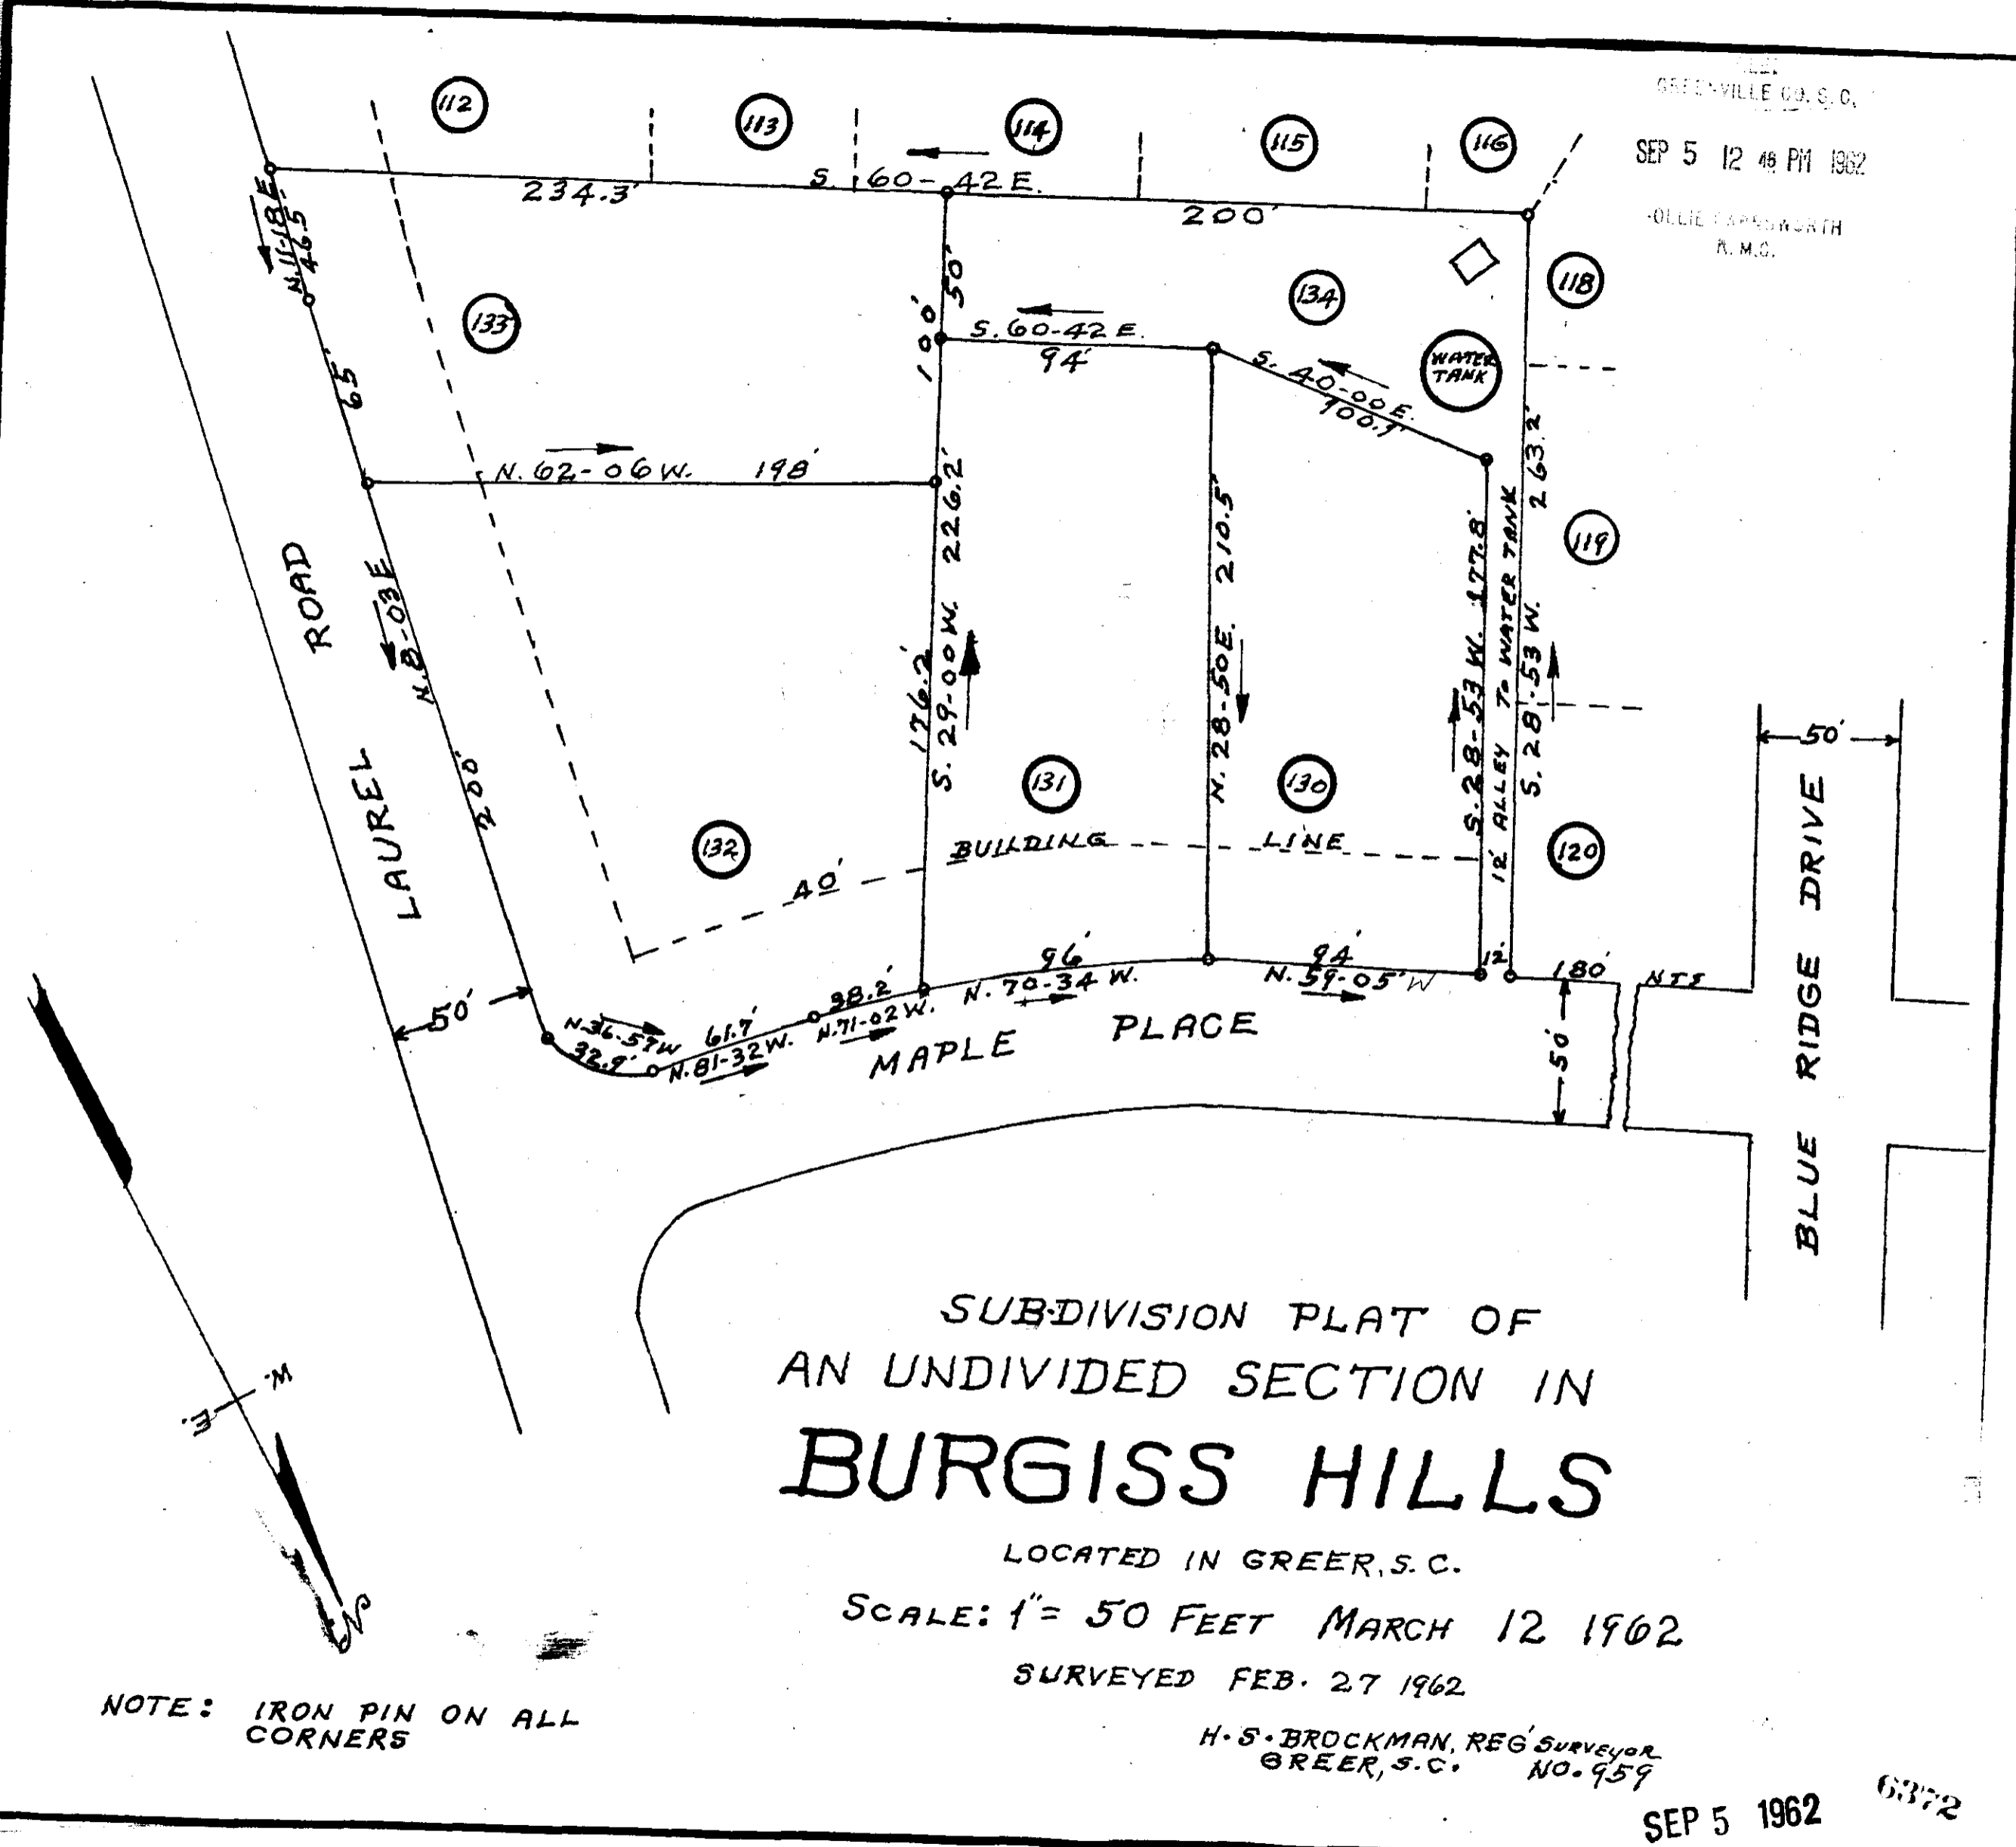 GREENVILLE CO. S. C.
SEP 5 12 48 PM 1962
OLLIE FARNSWORTH
R. M. C.
112
113
114
115
116
S. 60-42 E.
234.3'
200'
N. 11-18 E.
46.5'
133
65'
50'
100'
134
118
S. 60-42 E.
94'
S. 40-00 E.
100.1'
WATER
TANK
N. 62-06 W. 198'
ROAD
LAUREL
N. 8-03 E
200'
176.2'
S. 29-00 W. 226.2'
N. 28-50 E. 210.5'
S. 28-53 W. 177.8'
12' ALLEY TO WATER TANK
S. 28-53 W. 263.2'
119
131
130
132
120
BUILDING LINE
40'
50'
BLUE RIDGE DRIVE
50'
N. 36-57 W
32.9'
61.7'
N. 81-32 W.
38.2'
N. 71-02 W.
96'
N. 70-34 W.
94'
N. 59-05' W
12'
180'
NTS
50'
MAPLE PLACE
W.
E.
N
SUBDIVISION PLAT OF
AN UNDIVIDED SECTION IN
BURGISS HILLS
LOCATED IN GREER, S. C.
SCALE: 1" = 50 FEET MARCH 12 1962
SURVEYED FEB. 27 1962
NOTE: IRON PIN ON ALL
CORNERS
H. S. BROCKMAN, REG SURVEYOR
GREER, S. C. NO. 959
SEP 5 1962
6372